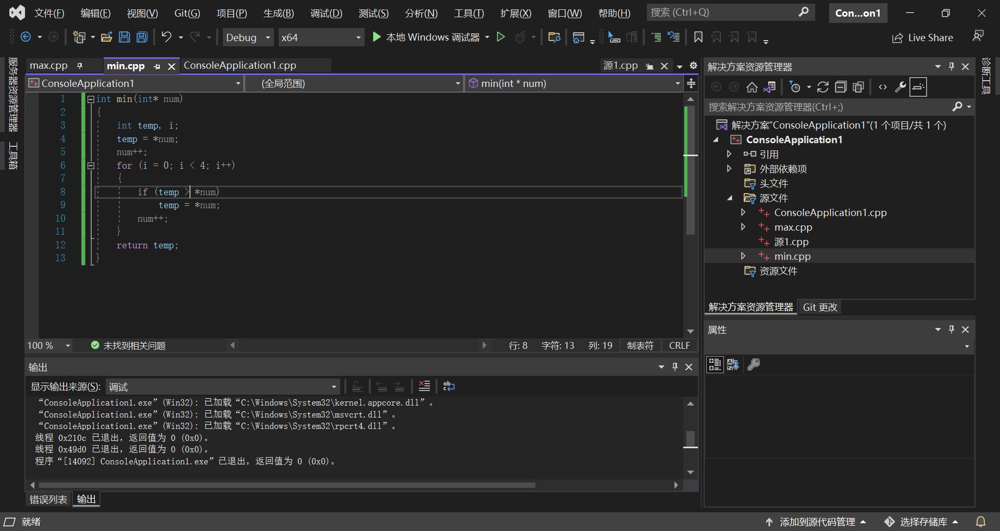 文件(F) 编辑(E) 视图(V) Git(G) 项目(P) 生成(B) 调试(D) 测试(S) 分析(N) 工具(T) 扩展(X) 窗口(W) 帮助(H) 搜索 (Ctrl+Q) Con...on1
Debug x64 本地 Windows 调试器 Live Share
服务器资源管理器
工具箱
max.cpp min.cpp ConsoleApplication1.cpp 源1.cpp
ConsoleApplication1 (全局范围) min(int * num)
1 int min(int* num)
2 {
3 int temp, i;
4 temp = *num;
5 num++;
6 for (i = 0; i < 4; i++)
7 {
8 if (temp > *num)
9 temp = *num;
10 num++;
11 }
12 return temp;
13 }
100 % 未找到相关问题 行: 8 字符: 13 列: 19 制表符 CRLF
输出
显示输出来源(S): 调试
“ConsoleApplication1.exe”(Win32): 已加载“C:\Windows\System32\kernel.appcore.dll”。
“ConsoleApplication1.exe”(Win32): 已加载“C:\Windows\System32\msvcrt.dll”。
“ConsoleApplication1.exe”(Win32): 已加载“C:\Windows\System32\rpcrt4.dll”。
线程 0x210c 已退出，返回值为 0 (0x0)。
线程 0x49d0 已退出，返回值为 0 (0x0)。
程序“[14092] ConsoleApplication1.exe”已退出，返回值为 0 (0x0)。
错误列表 输出
解决方案资源管理器
搜索解决方案资源管理器(Ctrl+;)
解决方案“ConsoleApplication1”(1 个项目/共 1 个)
ConsoleApplication1
引用
外部依赖项
头文件
源文件
ConsoleApplication1.cpp
max.cpp
源1.cpp
min.cpp
资源文件
解决方案资源管理器 Git 更改
属性
诊断工具
就绪 添加到源代码管理 选择存储库